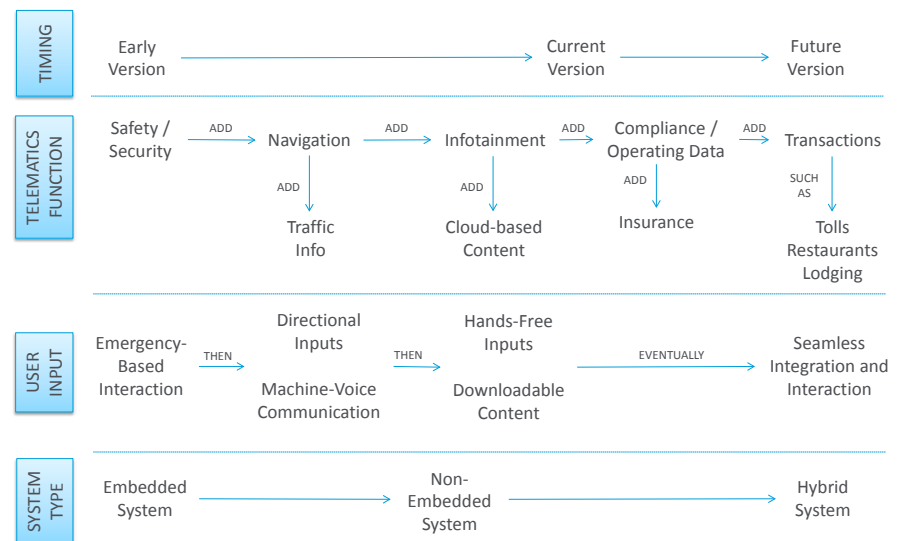 TIMING
Early
Version
Current
Version
Future
Version
TELEMATICS
FUNCTION
Safety /
Security
ADD
Navigation
ADD
Infotainment
ADD
Compliance /
Operating Data
ADD
Transactions
ADD
Traffic
Info
ADD
Cloud-based
Content
ADD
Insurance
SUCH
AS
Tolls
Restaurants
Lodging
USER
INPUT
Emergency-
Based
Interaction
THEN
Directional
Inputs
Machine-Voice
Communication
THEN
Hands-Free
Inputs
Downloadable
Content
EVENTUALLY
Seamless
Integration and
Interaction
SYSTEM
TYPE
Embedded
System
Non-
Embedded
System
Hybrid
System